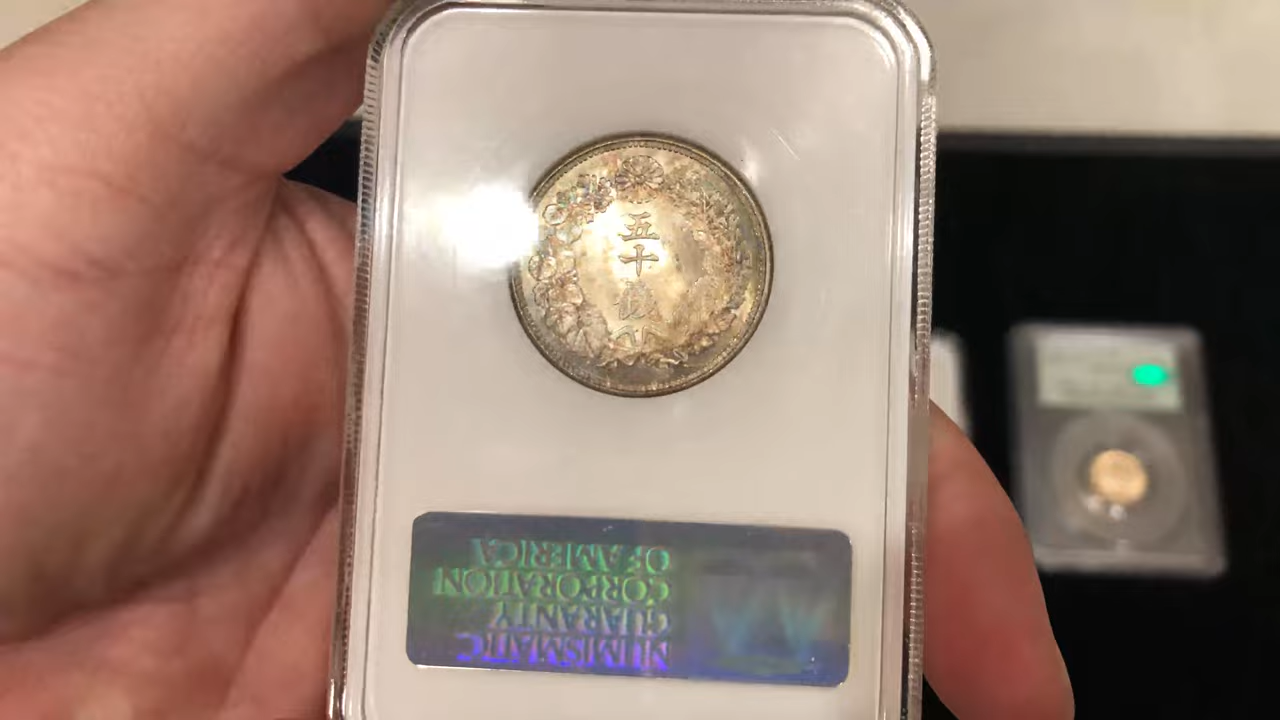 五
十
錢
NUMISMATIC
GUARANTY
CORPORATION
OF AMERICA